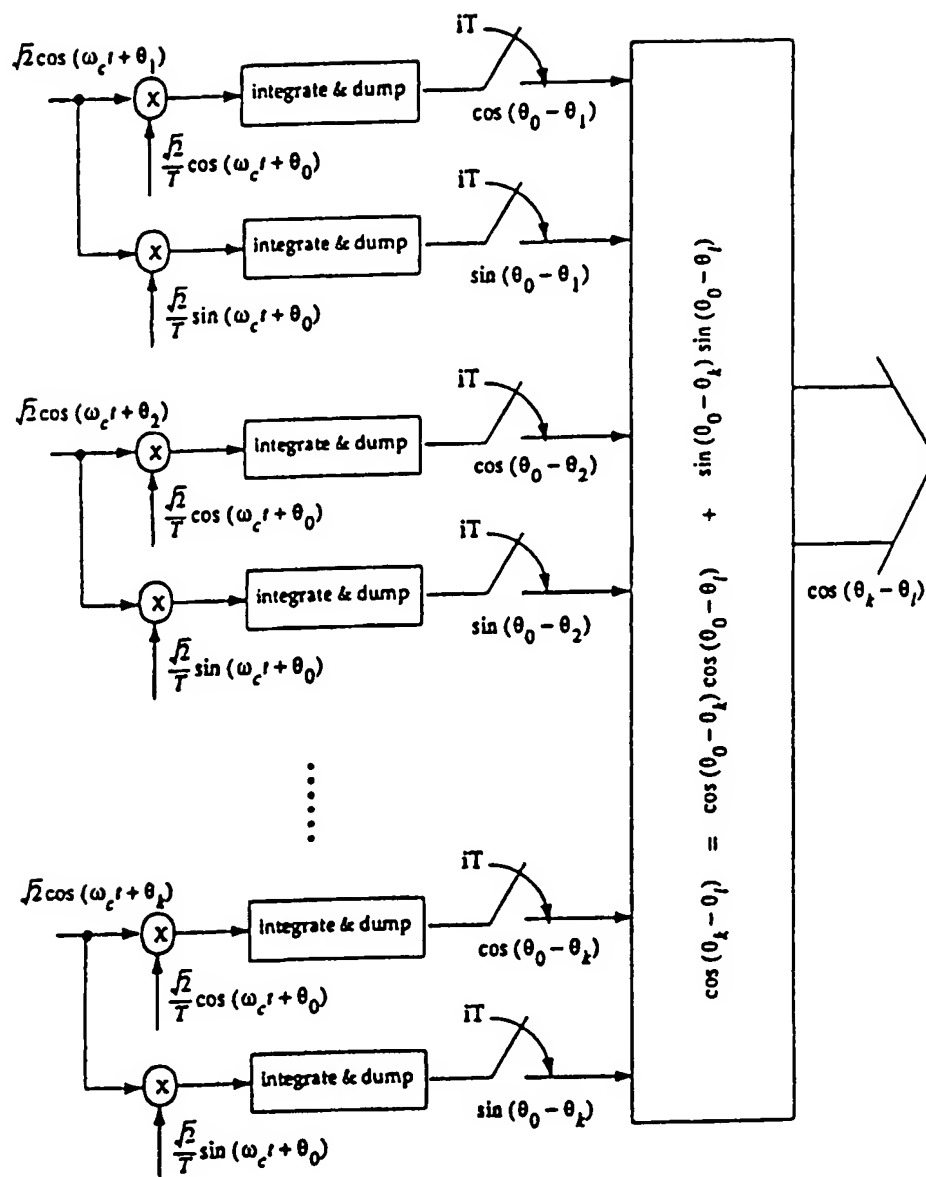 iT
√2 cos (ω_c t + θ_1)
integrate & dump
cos (θ_0 − θ_1)
√2/T cos (ω_c t + θ_0)
iT
integrate & dump
sin (θ_0 − θ_1)
√2/T sin (ω_c t + θ_0)
iT
√2 cos (ω_c t + θ_2)
integrate & dump
cos (θ_0 − θ_2)
√2/T cos (ω_c t + θ_0)
iT
integrate & dump
sin (θ_0 − θ_2)
√2/T sin (ω_c t + θ_0)
iT
√2 cos (ω_c t + θ_k)
integrate & dump
cos (θ_0 − θ_k)
√2/T cos (ω_c t + θ_0)
iT
integrate & dump
sin (θ_0 − θ_k)
√2/T sin (ω_c t + θ_0)
cos (θ_k − θ_l) = cos (θ_0 − θ_k) cos (θ_0 − θ_l) + sin (θ_0 − θ_k) sin (θ_0 − θ_l)
cos (θ_k − θ_l)
X
X
X
X
X
X